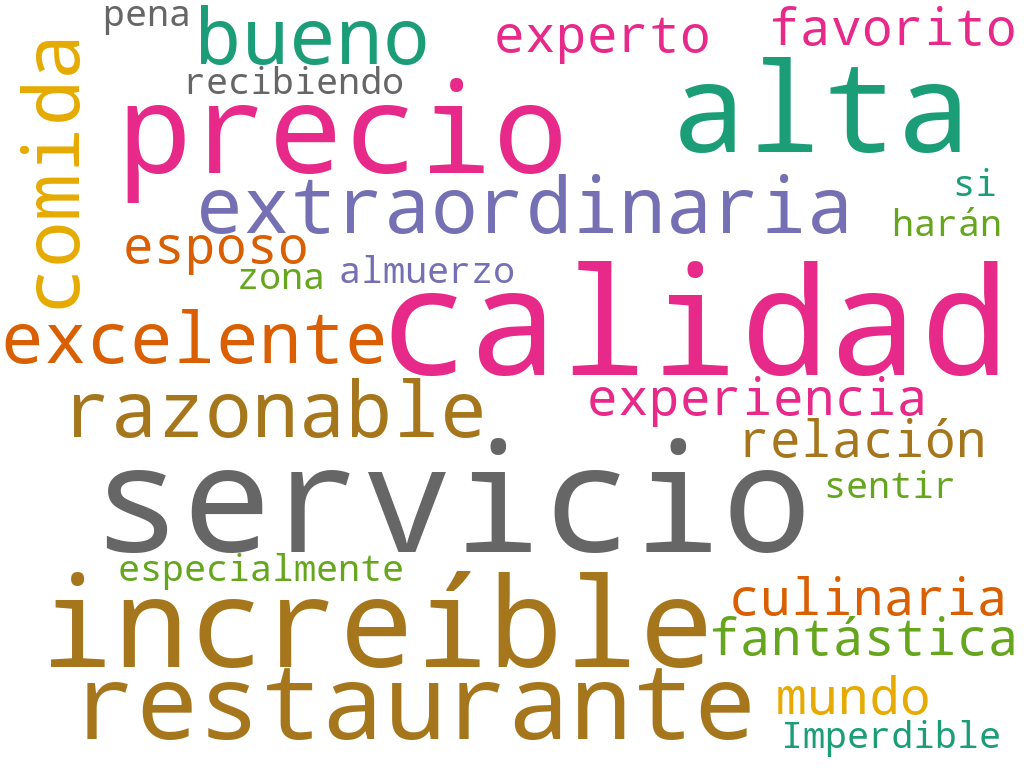 pena
bueno
experto
favorito
comida
recibiendo
precio
alta
extraordinaria
si
harán
esposo
zona
almuerzo
calidad
excelente
razonable
experiencia
relación
servicio
sentir
especialmente
increíble
culinaria
fantástica
restaurante
mundo
Imperdible